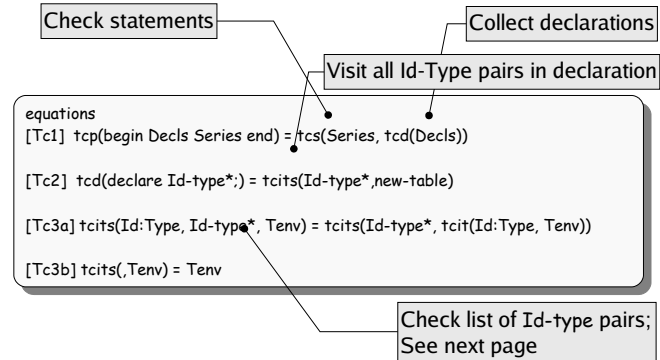 Check statements
Collect declarations
Visit all Id-Type pairs in declaration
equations
[Tc1] tcp(begin Decls Series end) = tcs(Series, tcd(Decls))
[Tc2] tcd(declare Id-type*;) = tcits(Id-type*,new-table)
[Tc3a] tcits(Id:Type, Id-type*, Tenv) = tcits(Id-type*, tcit(Id:Type, Tenv))
[Tc3b] tcits(,Tenv) = Tenv
Check list of Id-type pairs;
See next page